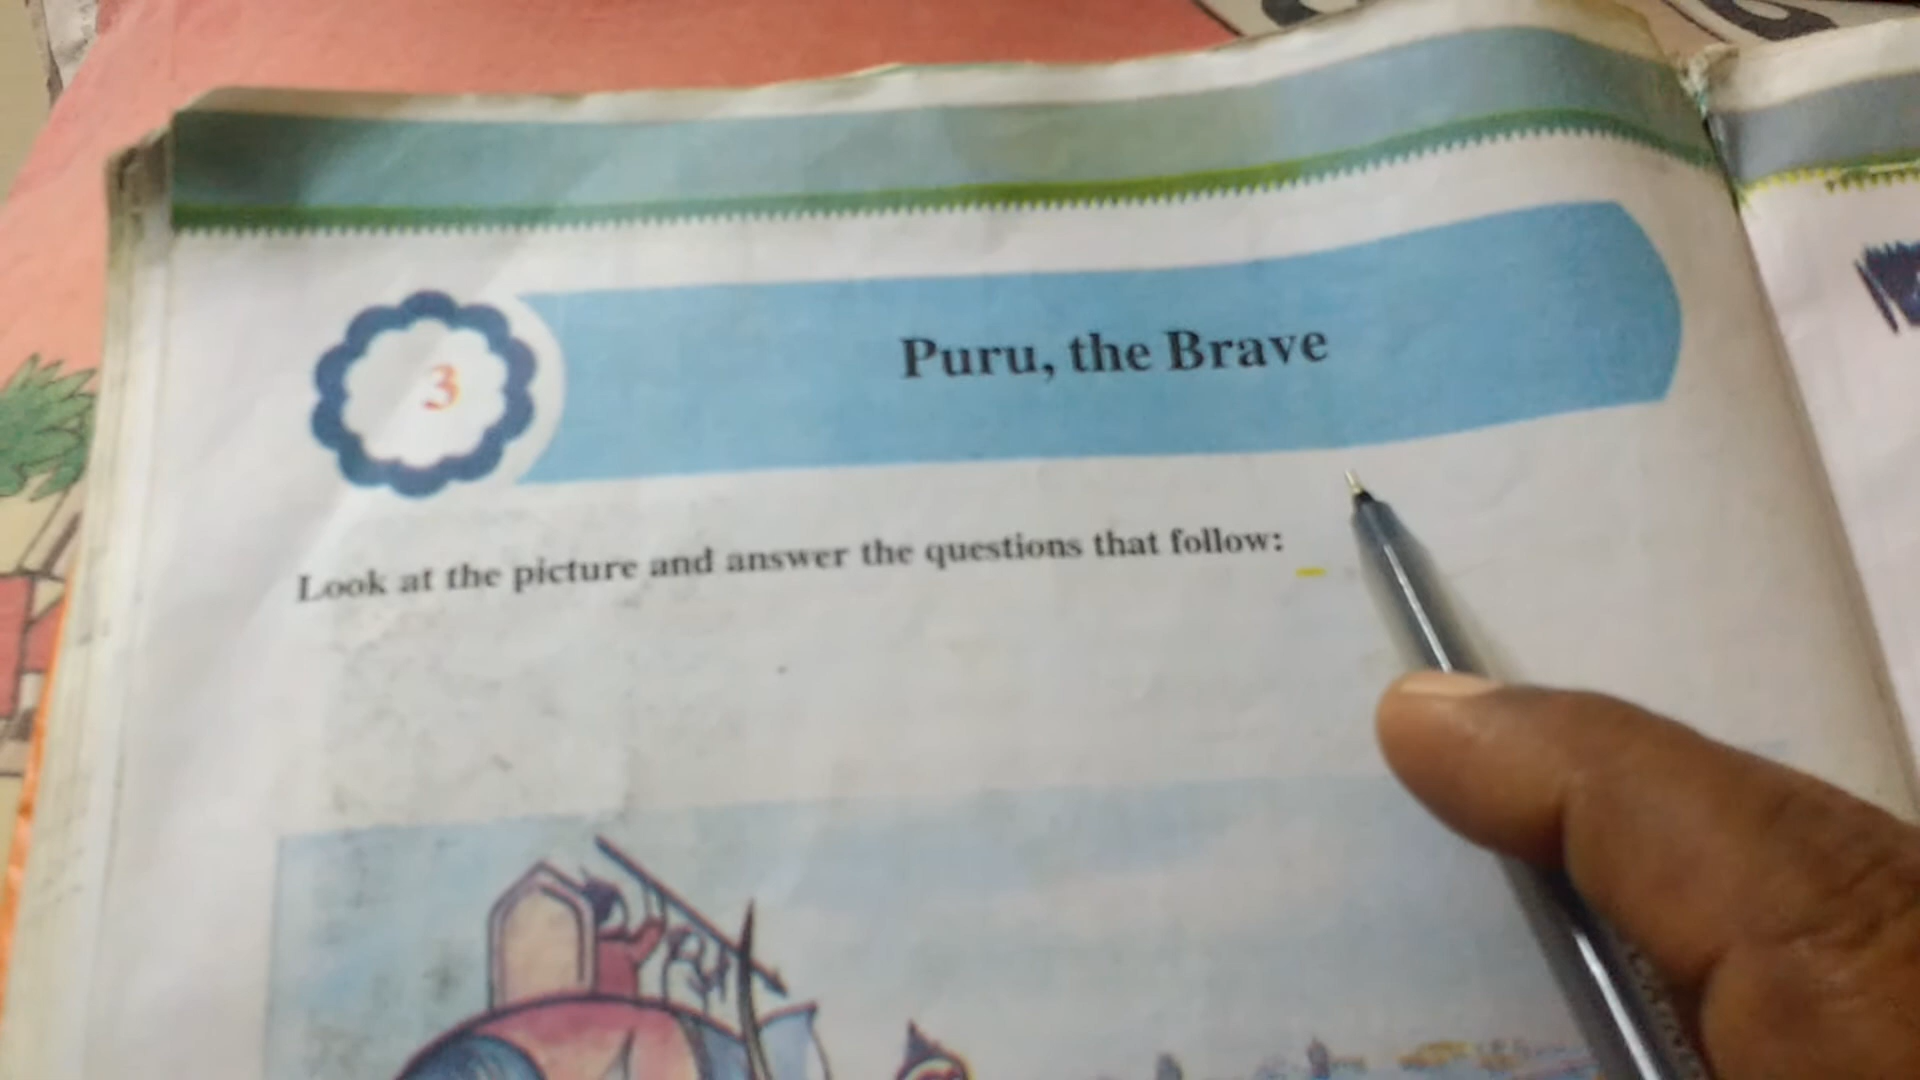 3
Puru, the Brave
Look at the picture and answer the questions that follow: